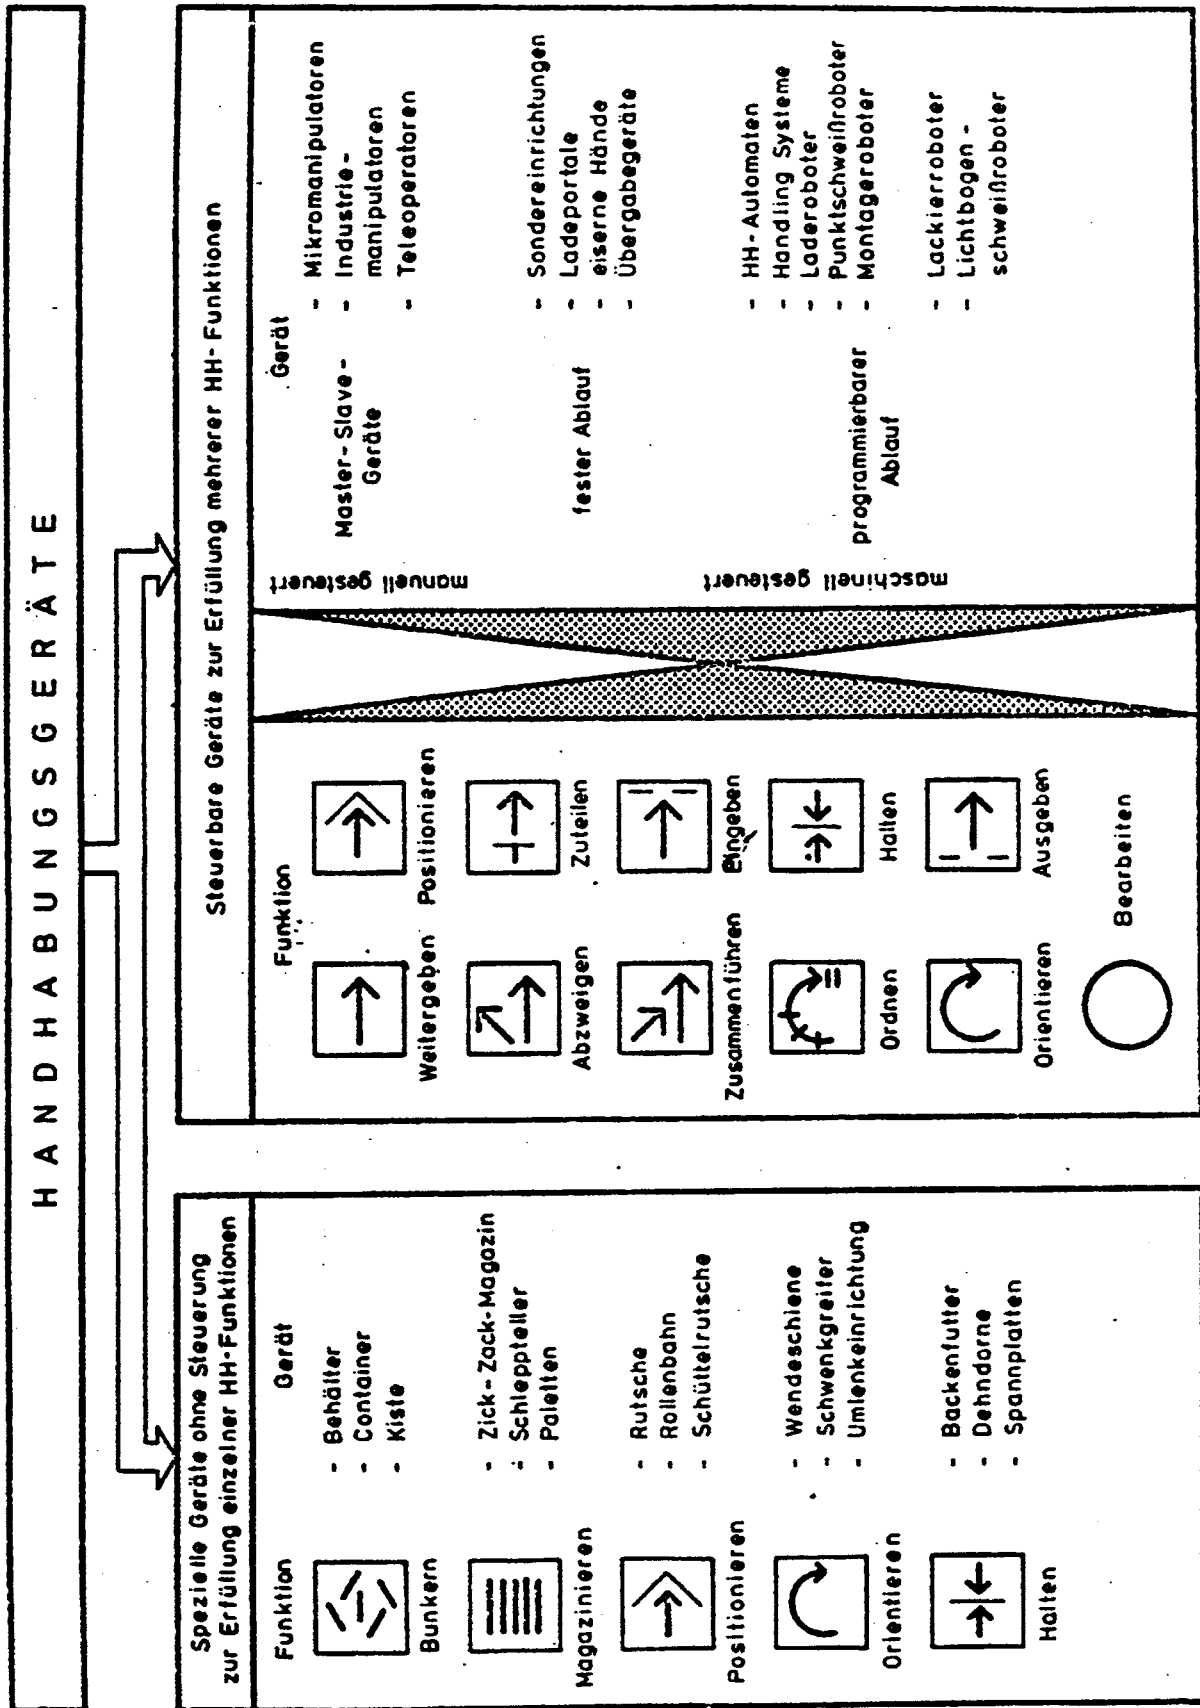 HANDHABUNGSGERÄTE
Spezielle Geräte ohne Steuerung
zur Erfüllung einzelner HH-Funktionen
Funktion Gerät
Bunkern
- Behälter
- Container
- Kiste
Magazinieren
- Zick-Zack-Magazin
- Schleppteller
- Paletten
Positionieren
- Rutsche
- Rollenbahn
- Schüttelrutsche
Orientieren
- Wendeschiene
- Schwenkgreifer
- Umlenkeinrichtung
Halten
- Backenfutter
- Dehndorne
- Spannplatten
Steuerbare Geräte zur Erfüllung mehrerer HH-Funktionen
Funktion
Weitergeben Positionieren
Abzweigen Zuteilen
Zusammenführen Eingeben
Ordnen Halten
Orientieren Ausgeben
Bearbeiten
manuell gesteuert
maschinell gesteuert
Gerät
Master-Slave-
Geräte
- Mikromanipulatoren
- Industrie-
manipulatoren
- Teleoperatoren
fester Ablauf
- Sondereinrichtungen
- Ladeportale
- eiserne Hände
- Übergabegeräte
programmierbarer
Ablauf
- HH-Automaten
- Handling Systeme
- Laderoboter
- Punktschweißroboter
- Montageroboter
- Lackierroboter
- Lichtbogen-
schweißroboter